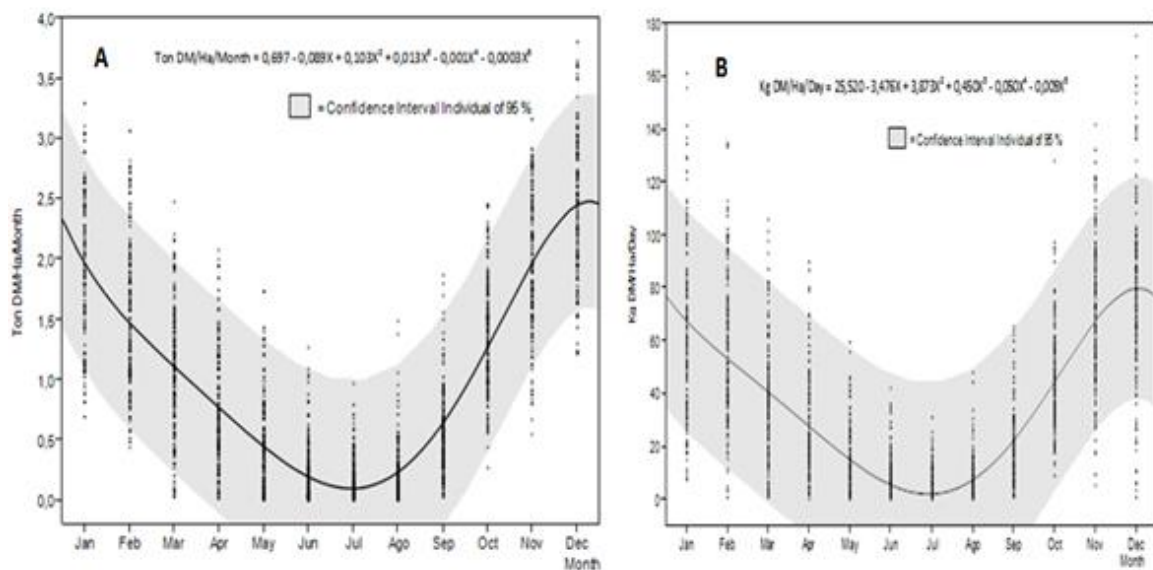 4,0
A
Ton DM/Ha/Month = 0,697 - 0,089X + 0,103X² + 0,013X³ - 0,001X⁴ - 0,0003X⁵
= Confidence Interval Individual of 95 %
3,5
3,0
2,5
2,0
1,5
1,0
0,5
0,0
Ton DM/Ha/Month
Jan Feb Mar Apr May Jun Jul Ago Sep Oct Nov Dec
Month
180
B
Kg DM/Ha/Day = 25,520 - 3,476X + 3,873X² + 0,450X³ - 0,050X⁴ - 0,009X⁵
= Confidence Interval Individual of 95 %
160
140
120
100
80
60
40
20
0
Kg DM/Ha/Day
Jan Feb Mar Apr May Jun Jul Ago Sep Oct Nov Dec
Month